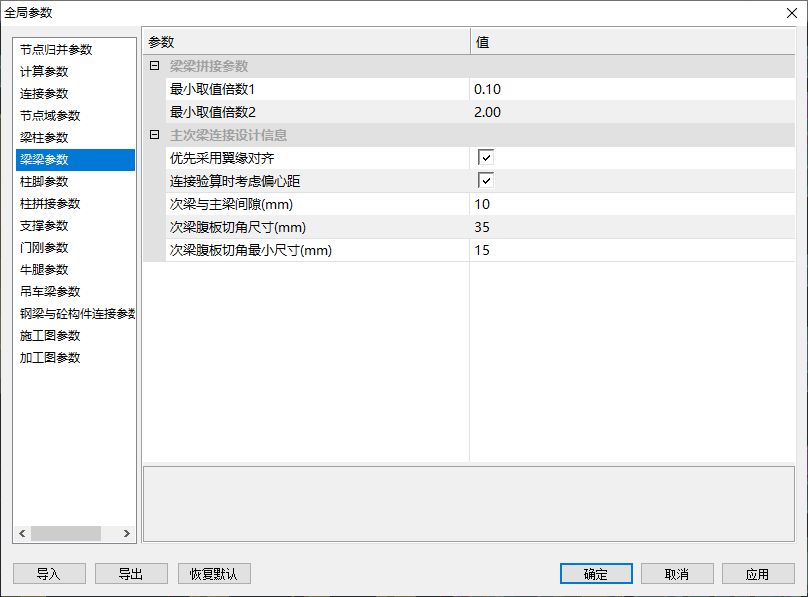 全局参数
节点归并参数
计算参数
连接参数
节点域参数
梁柱参数
梁梁参数
柱脚参数
柱拼接参数
支撑参数
门刚参数
牛腿参数
吊车梁参数
钢梁与砼构件连接参数
施工图参数
加工图参数
参数 值
梁梁拼接参数
最小取值倍数1 0.10
最小取值倍数2 2.00
主次梁连接设计信息
优先采用翼缘对齐
连接验算时考虑偏心距
次梁与主梁间隙(mm) 10
次梁腹板切角尺寸(mm) 35
次梁腹板切角最小尺寸(mm) 15
导入 导出 恢复默认 确定 取消 应用